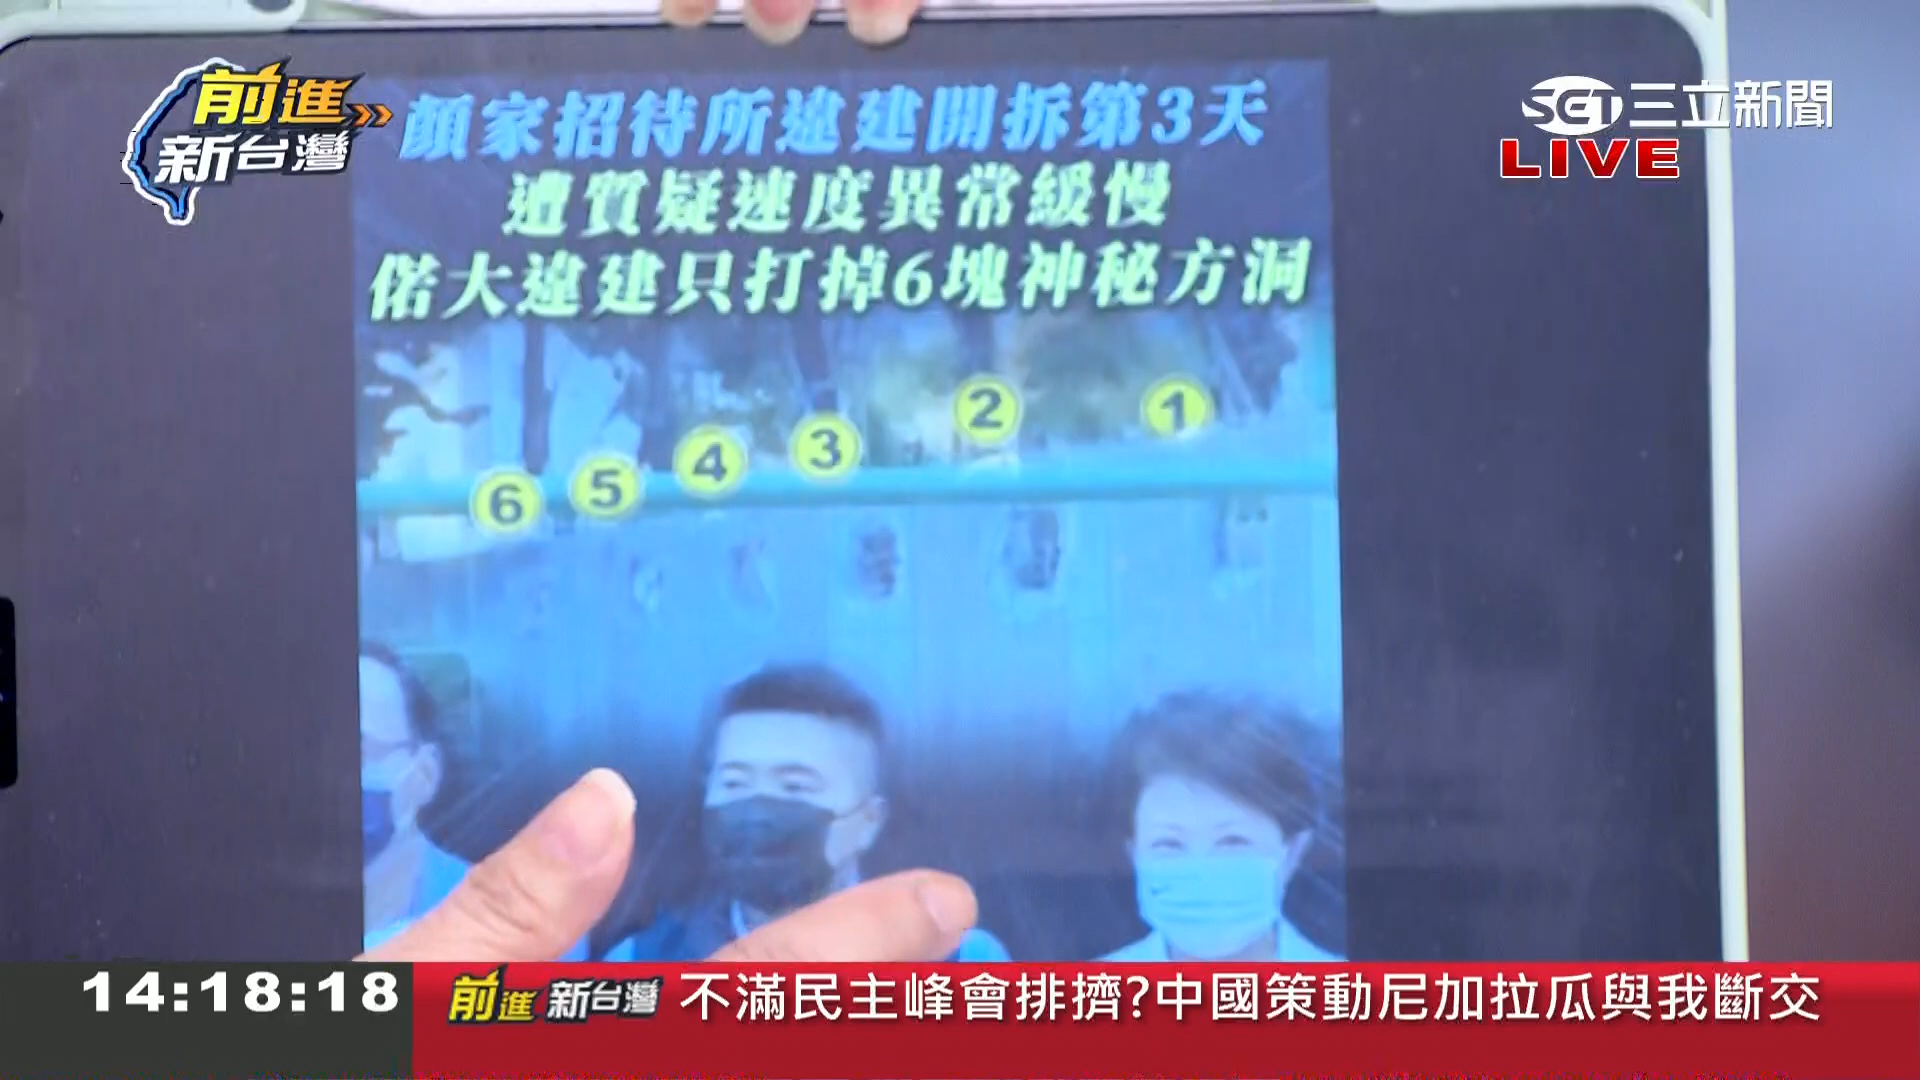 前進
新台灣
顏家招待所違建開拆第3天
遭質疑速度異常緩慢
偌大違建只打掉6塊神秘方洞
SET三立新聞
LIVE
1
2
3
4
5
6
14:18:18
前進新台灣
不滿民主峰會排擠?中國策動尼加拉瓜與我斷交